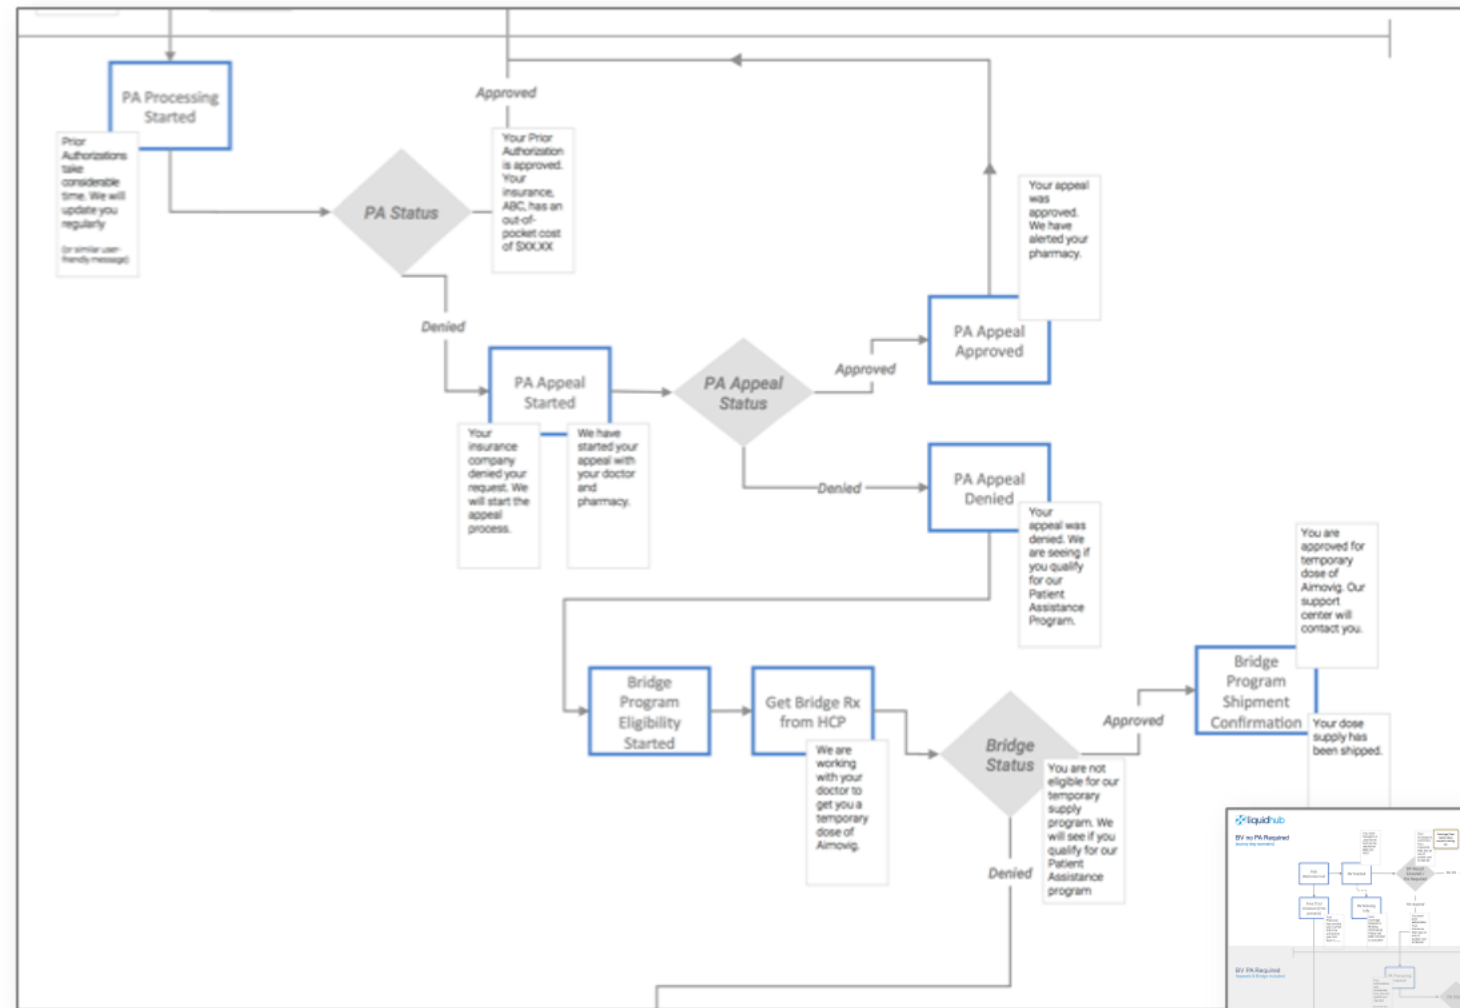 Approved
PA Processing
Started
Prior
Authorizations
take
considerable
time. We will
update you
regularly
(or similar user-
friendly message)
PA Status
Your Prior
Authorization
is approved.
Your
insurance,
ABC, has an
out-of-
pocket cost
of $XX.XX
Your appeal
was
approved.
We have
alerted your
pharmacy.
Denied
PA Appeal
Started
Your
insurance
company
denied your
request. We
will start the
appeal
process.
We have
started your
appeal with
your doctor
and
pharmacy.
PA Appeal
Status
Approved
PA Appeal
Approved
Denied
PA Appeal
Denied
Your
appeal was
denied. We
are seeing if
you qualify
for our
Patient
Assistance
Program.
Bridge
Program
Eligibility
Started
Get Bridge Rx
from HCP
We are
working
with your
doctor to
get you a
temporary
dose of
Aimovig.
Bridge
Status
You are not
eligible for our
temporary
supply
program. We
will see if you
qualify for our
Patient
Assistance
program
Approved
Denied
You are
approved for
temporary
dose of
Aimovig. Our
support
center will
contact you.
Bridge
Program
Shipment
Confirmation
Your dose
supply has
been shipped.
liquidhub
BV no PA Required
BV PA Required